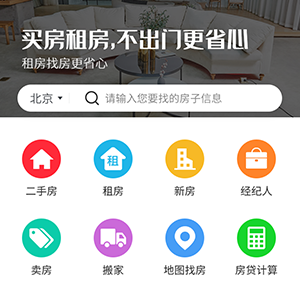 买房租房,不出门更省心
租房找房更省心
北京 请输入您要找的房子信息
租
二手房 租房 新房 经纪人
卖房 搬家 地图找房 房贷计算